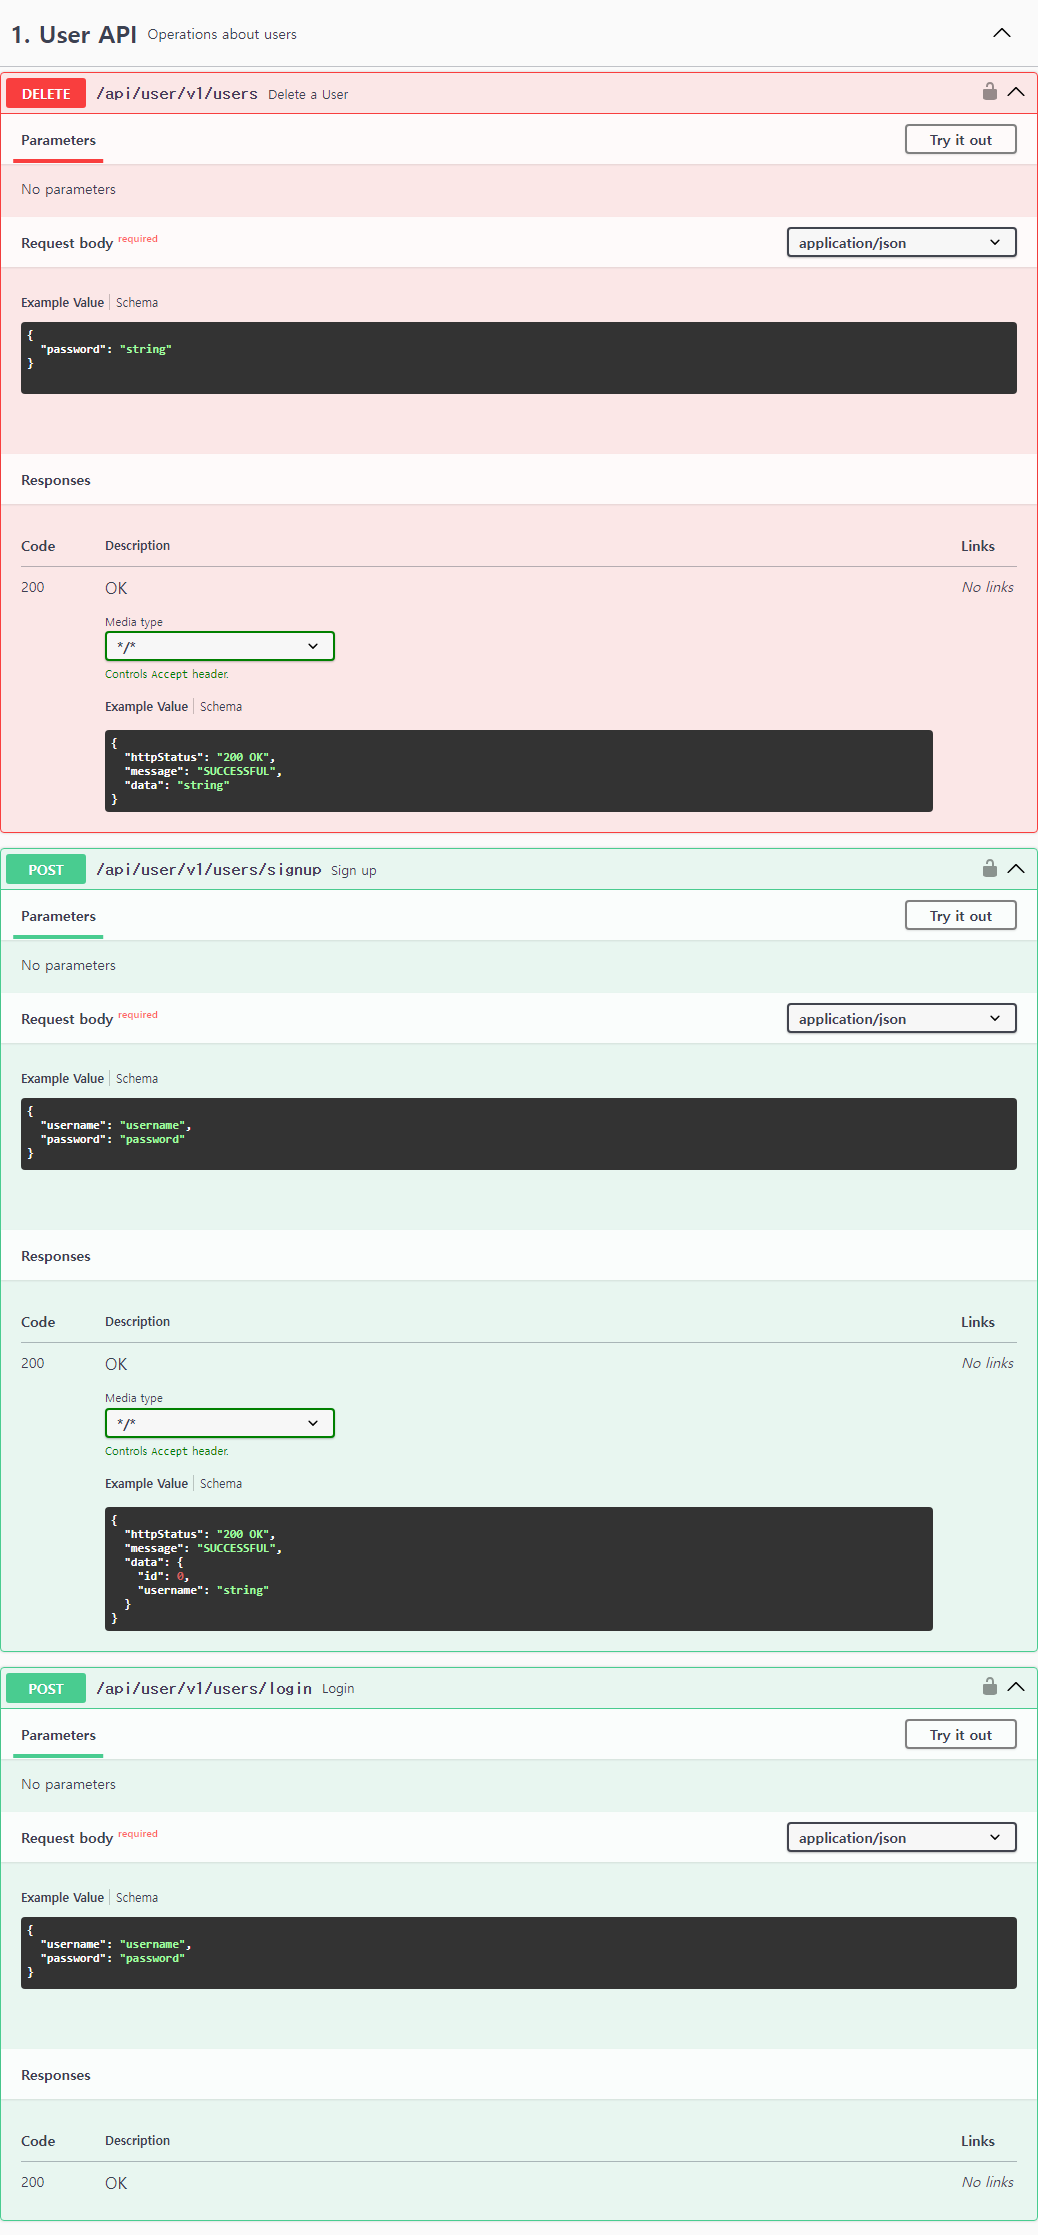 1. User API Operations about users
DELETE /api/user/v1/users Delete a User
Parameters Try it out
No parameters
Request body required application/json
Example Value Schema
{
"password": "string"
}
Responses
Code Description Links
200 OK No links
Media type
*/*
Controls Accept header.
Example Value Schema
{
"httpStatus": "200 OK",
"message": "SUCCESSFUL",
"data": "string"
}
POST /api/user/v1/users/signup Sign up
Parameters Try it out
No parameters
Request body required application/json
Example Value Schema
{
"username": "username",
"password": "password"
}
Responses
Code Description Links
200 OK No links
Media type
*/*
Controls Accept header.
Example Value Schema
{
"httpStatus": "200 OK",
"message": "SUCCESSFUL",
"data": {
"id": 0,
"username": "string"
}
}
POST /api/user/v1/users/login Login
Parameters Try it out
No parameters
Request body required application/json
Example Value Schema
{
"username": "username",
"password": "password"
}
Responses
Code Description Links
200 OK No links